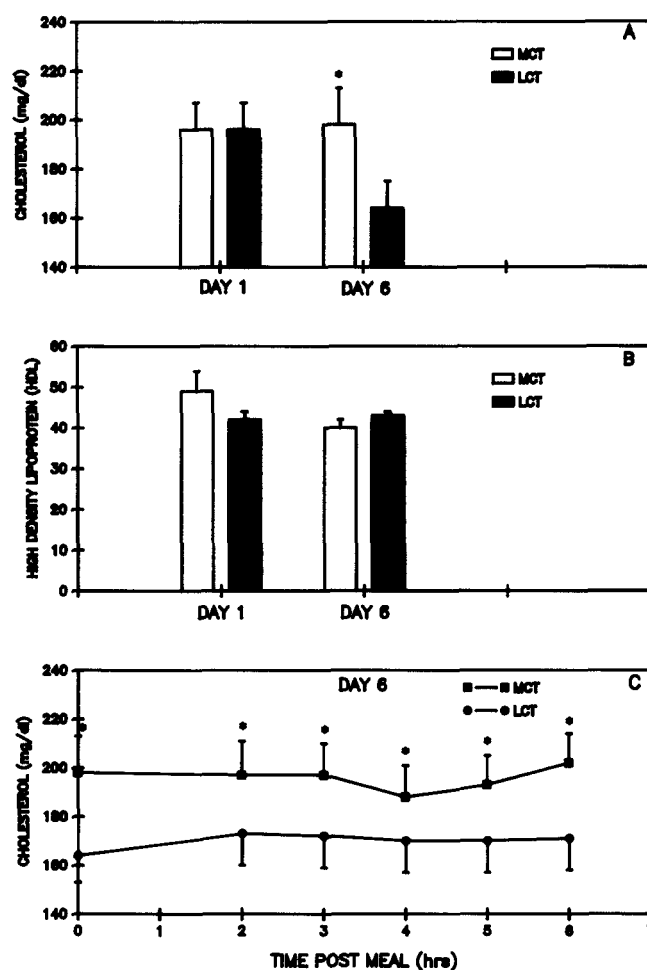 A
MCT
LCT
*
CHOLESTEROL (mg/dl)
240
220
200
180
160
140
DAY 1
DAY 6
B
MCT
LCT
HIGH DENSITY LIPOPROTEIN (HDL)
60
50
40
30
20
10
0
DAY 1
DAY 6
DAY 6
C
MCT
LCT
* * * * * *
CHOLESTEROL (mg/dl)
240
220
200
180
160
140
0 1 2 3 4 5 6
TIME POST MEAL (hrs)